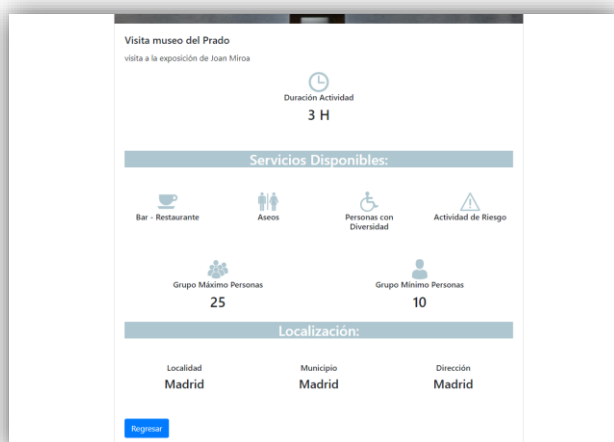 Visita museo del Prado
visita a la exposición de Joan Miroa
Duración Actividad
3 H
Servicios Disponibles:
Bar - Restaurante
Aseos
Personas con
Diversidad
Actividad de Riesgo
Grupo Máximo Personas
25
Grupo Mínimo Personas
10
Localización:
Localidad
Madrid
Municipio
Madrid
Dirección
Madrid
Regresar